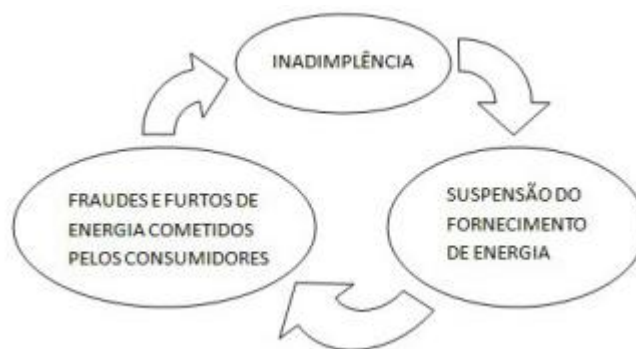 INADIMPLÊNCIA
SUSPENSÃO DO
FORNECIMENTO
DE ENERGIA
FRAUDES E FURTOS DE
ENERGIA COMETIDOS
PELOS CONSUMIDORES